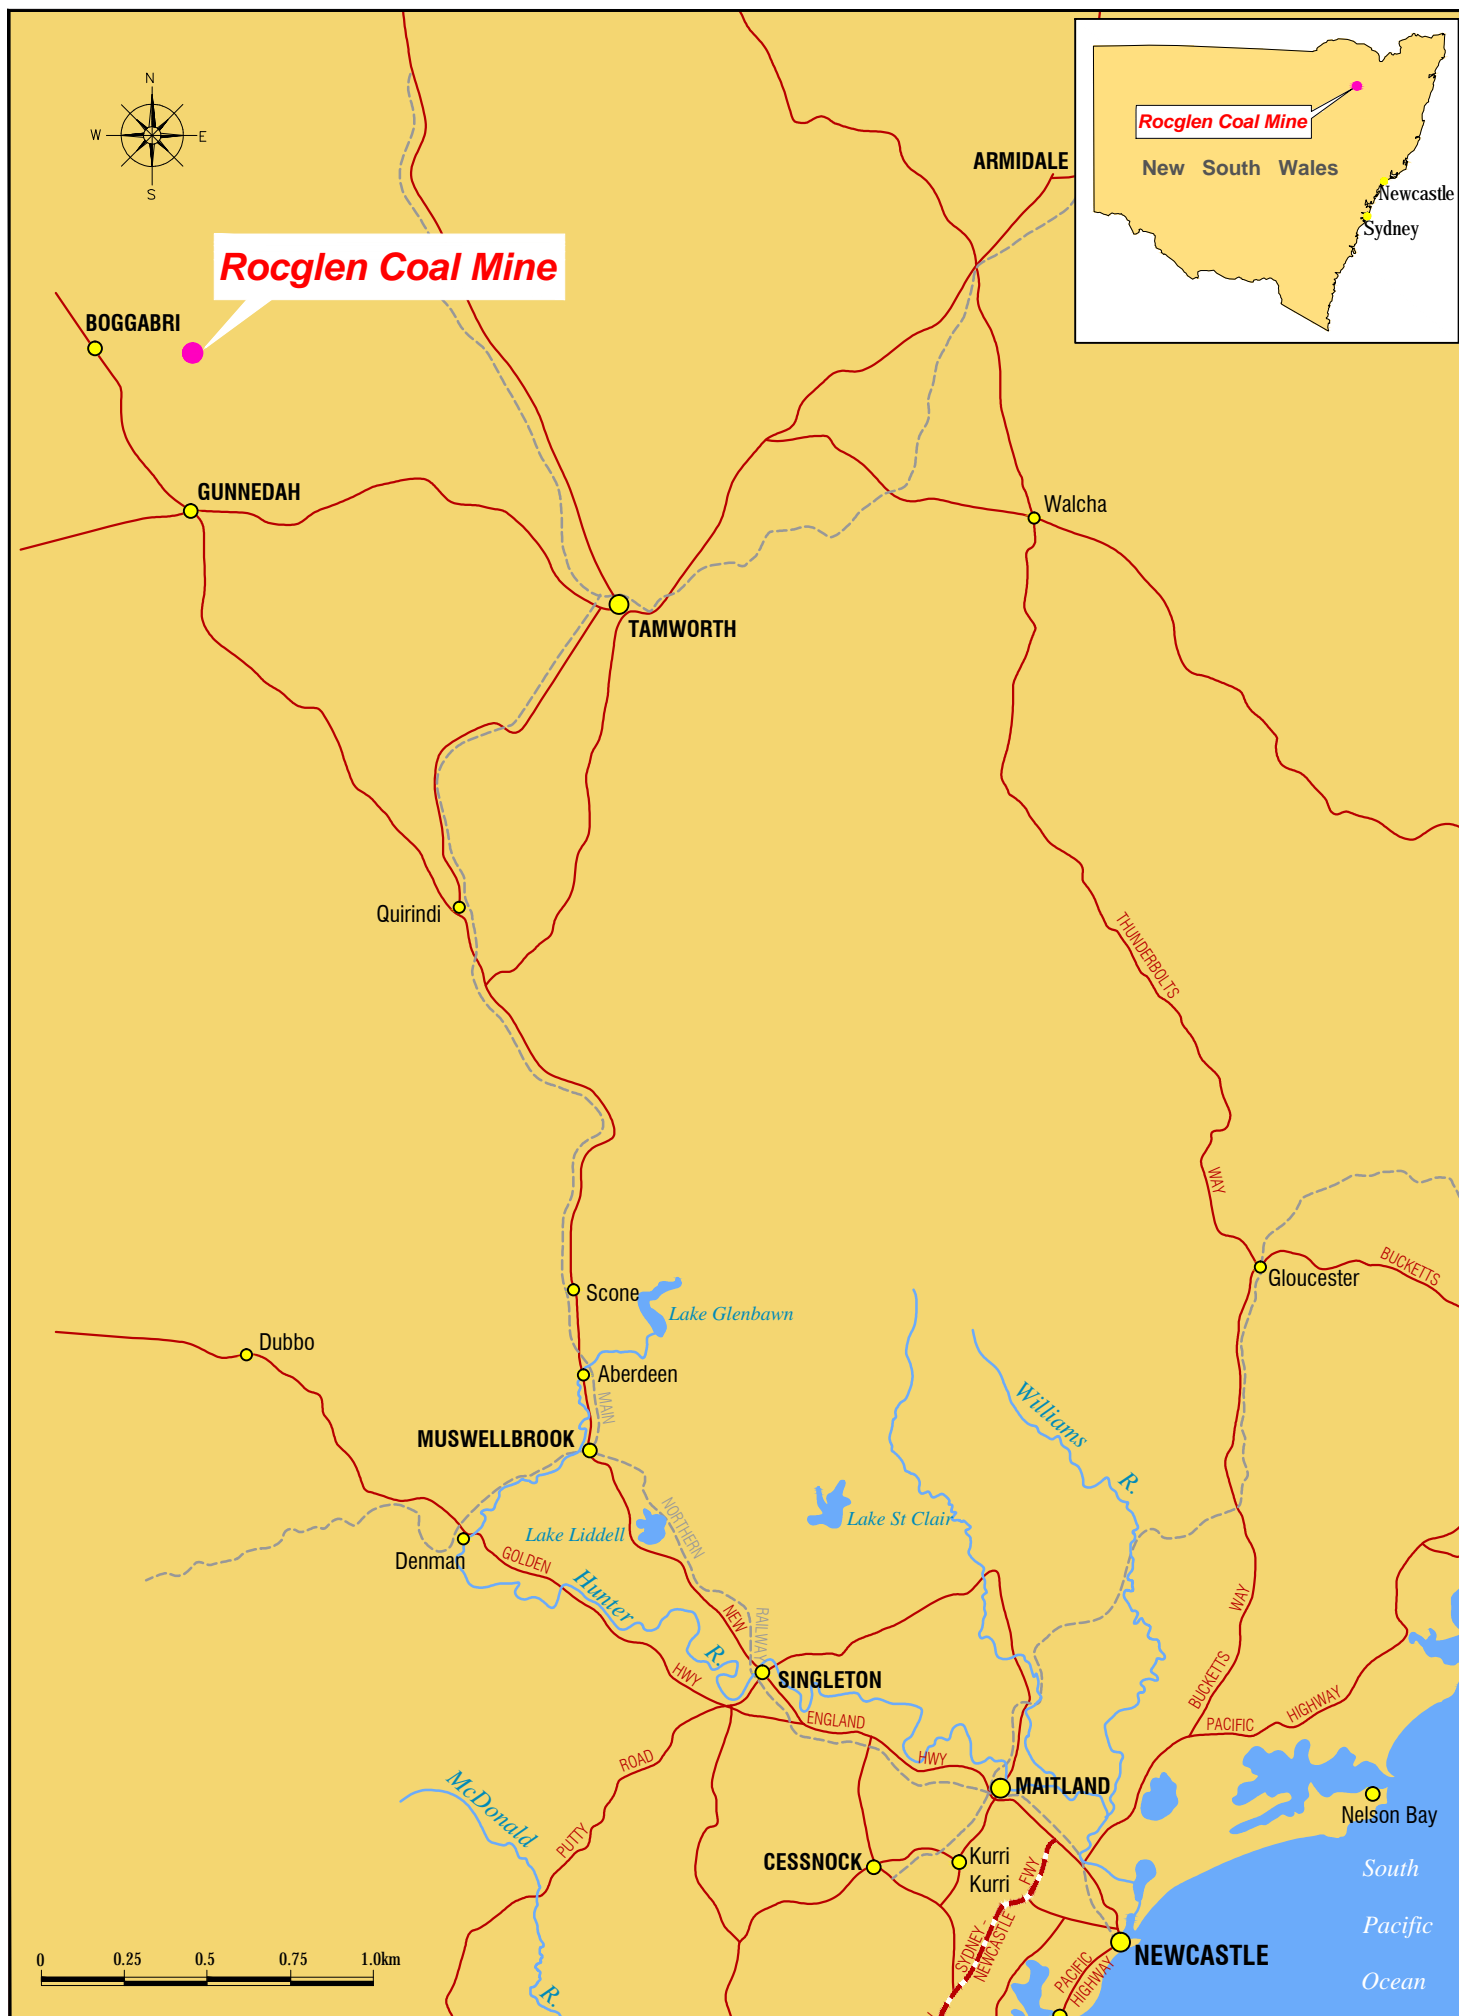 N
W
E
S
ARMIDALE
Rocglen Coal Mine
New South Wales
Newcastle
Sydney
Rocglen Coal Mine
BOGGABRI
GUNNEDAH
Walcha
TAMWORTH
Quirindi
THUNDERBOLTS
WAY
Gloucester
BUCKETTS
Scone
Lake Glenbawn
Dubbo
Aberdeen
MAIN
MUSWELLBROOK
Williams
R.
NORTHERN
Lake Liddell
Lake St Clair
Denman
GOLDEN
Hunter
R.
NEW
RAILWAY
WAY
HWY
SINGLETON
BUCKETTS
ENGLAND
PACIFIC
HIGHWAY
ROAD
HWY
McDonald
MAITLAND
Nelson Bay
PUTTY
CESSNOCK
Kurri
Kurri
FWY
South
Pacific
Ocean
SYDNEY -
NEWCASTLE
NEWCASTLE
PACIFIC
HIGHWAY
R.
0 0.25 0.5 0.75 1.0km